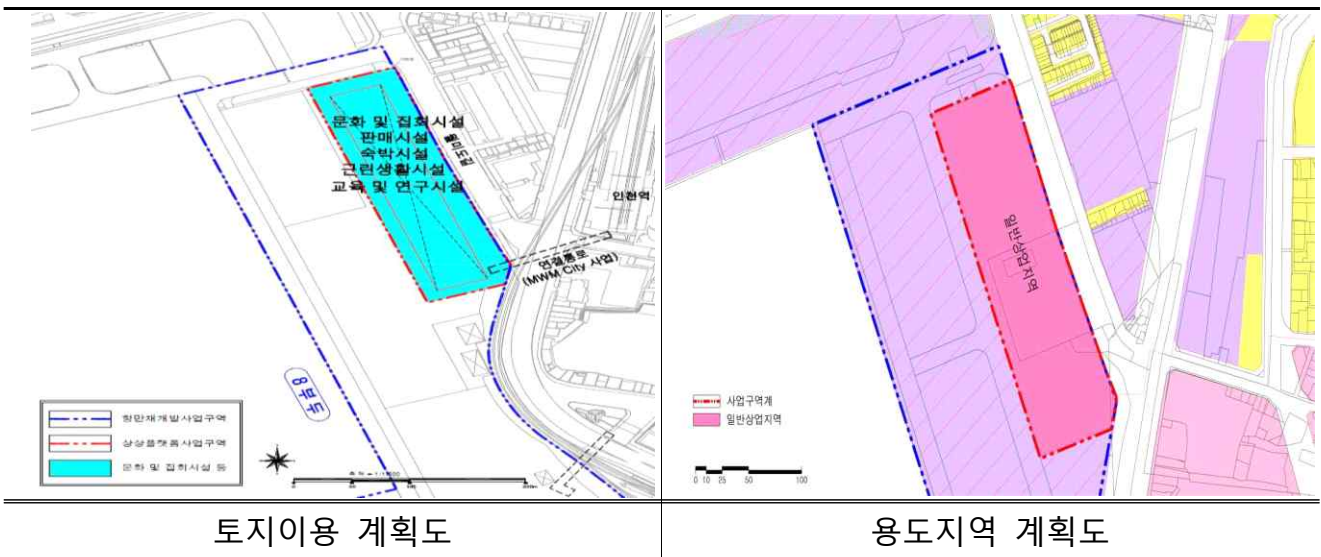 문화 및 집회시설
판매시설
숙박시설
근린생활시설
교육 및 연구시설
월미로
인천역
연결통로
(MWM City 사업)
8부두
항만재개발사업구역
상상플랫폼사업구역
문화 및 집회시설 등
토지이용 계획도
일반상업지역
사업구역계
일반상업지역
0 10 25 50 100
용도지역 계획도